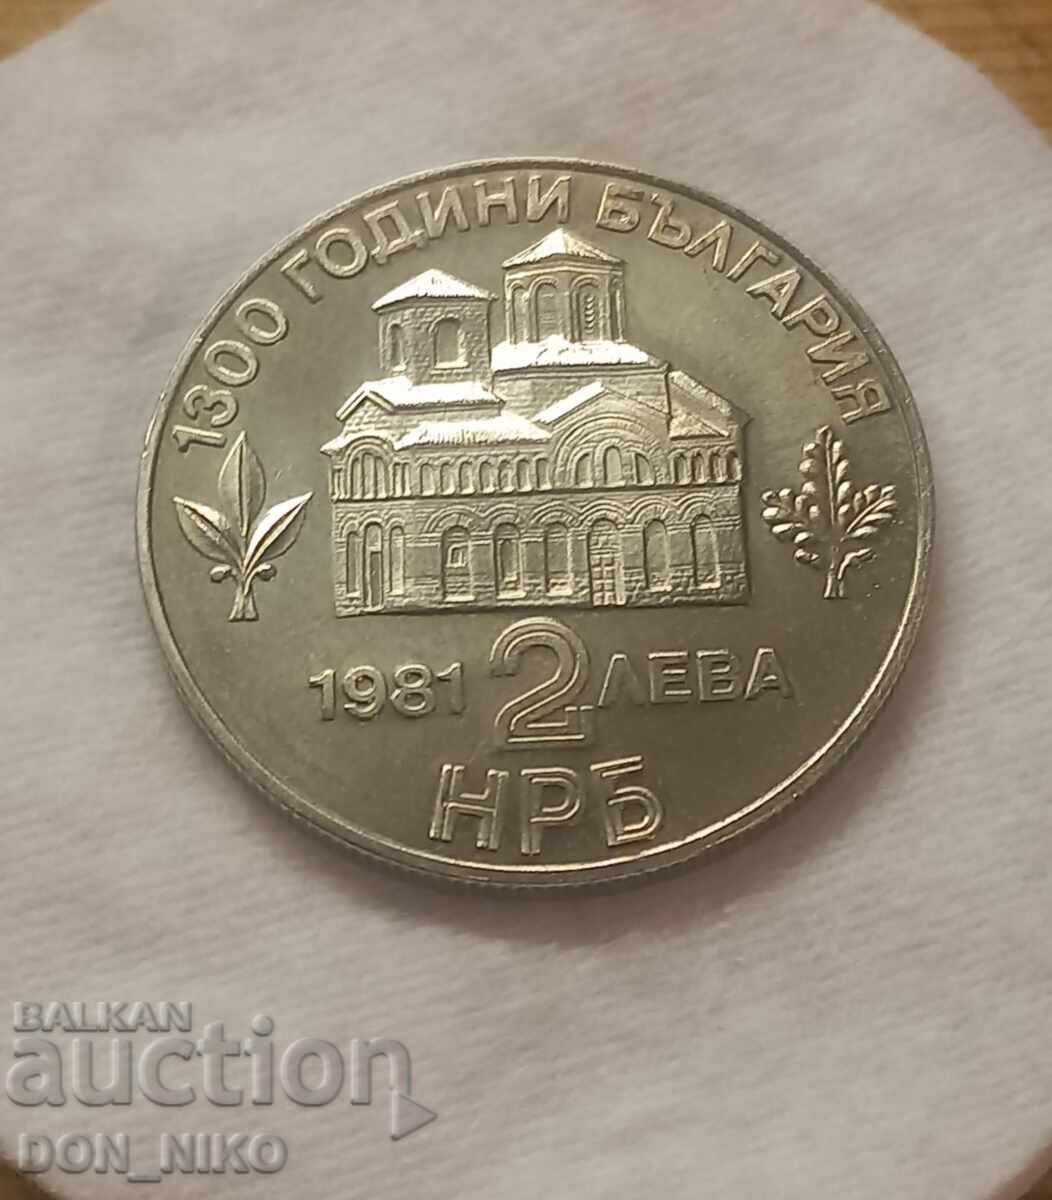 1300 ГОДИНИ БЪЛГАРИЯ
1981 2 ЛЕВА
НРБ
BALKAN
auction
DON_NIKO